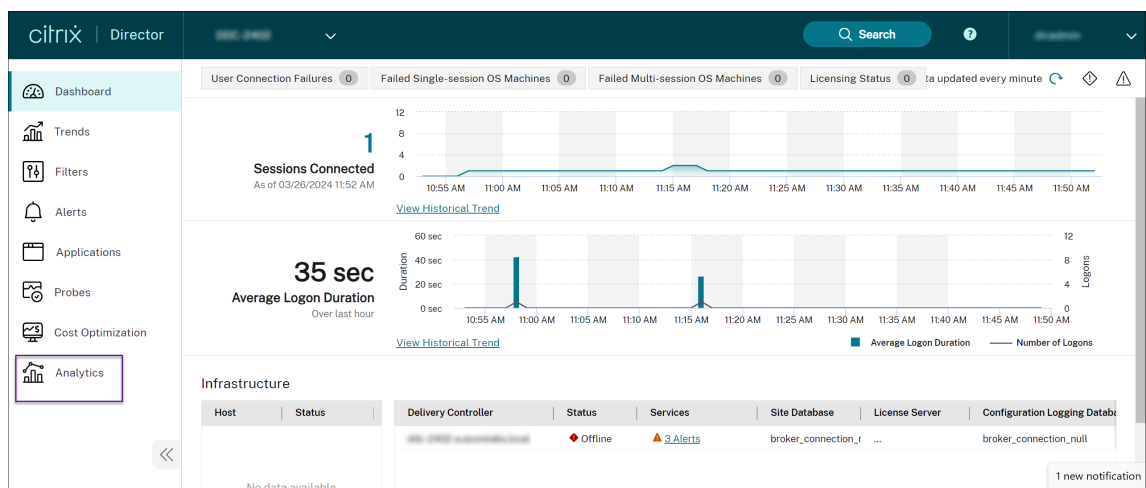 citrix | Director
Search
?
Dashboard
Trends
Filters
Alerts
Applications
Probes
Cost Optimization
Analytics
User Connection Failures 0 Failed Single-session OS Machines 0 Failed Multi-session OS Machines 0 Licensing Status 0 ta updated every minute
1
Sessions Connected
As of 03/26/2024 11:52 AM
12
8
4
0
10:55 AM 11:00 AM 11:05 AM 11:10 AM 11:15 AM 11:20 AM 11:25 AM 11:30 AM 11:35 AM 11:40 AM 11:45 AM 11:50 AM
View Historical Trend
35 sec
Average Logon Duration
Over last hour
Duration
60 sec
40 sec
20 sec
0 sec
12
8
4
0
Logons
10:55 AM 11:00 AM 11:05 AM 11:10 AM 11:15 AM 11:20 AM 11:25 AM 11:30 AM 11:35 AM 11:40 AM 11:45 AM 11:50 AM
View Historical Trend
Average Logon Duration Number of Logons
Infrastructure
Host Status
No data available
Delivery Controller Status Services Site Database License Server Configuration Logging Databa
Offline 3 Alerts broker_connection_r ... broker_connection_null
1 new notification